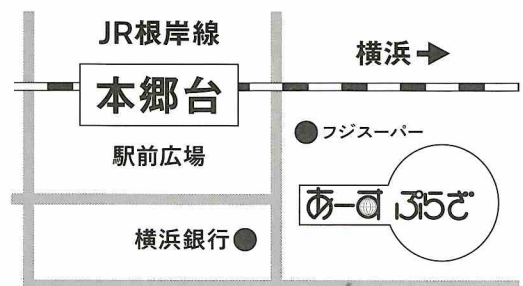 JR根岸線
横浜
本郷台
フジスーパー
駅前広場
あーすぷらざ
横浜銀行